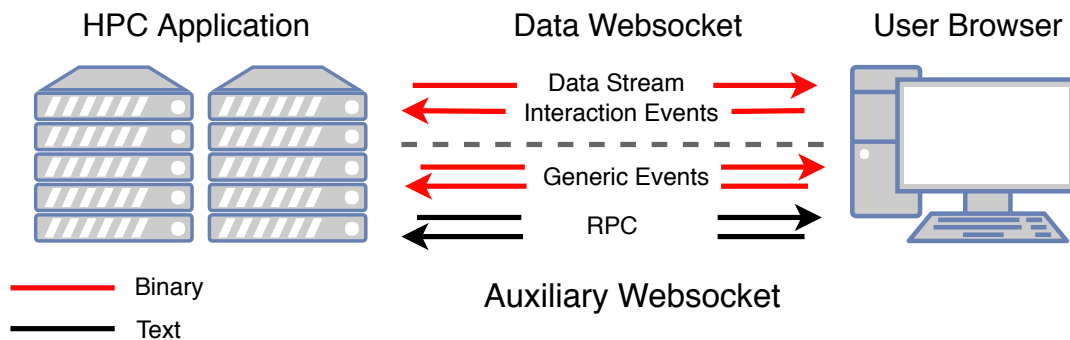 HPC Application
Data Websocket
User Browser
Data Stream
Interaction Events
Generic Events
RPC
Binary
Auxiliary Websocket
Text